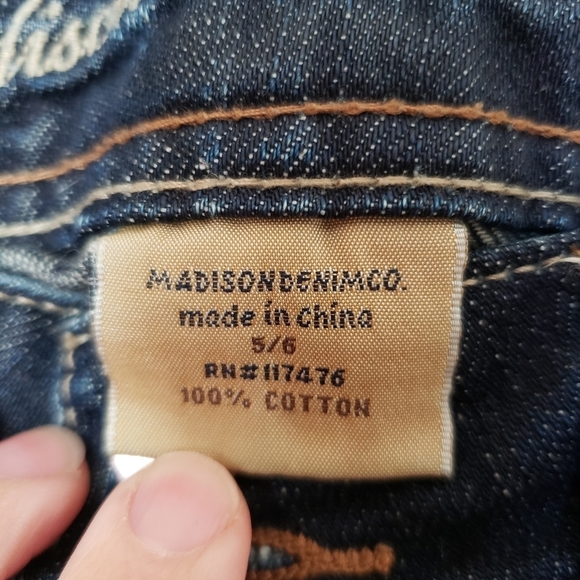 MADISONDENIMCO.
made in China
5/6
RN#117476
100% COTTON